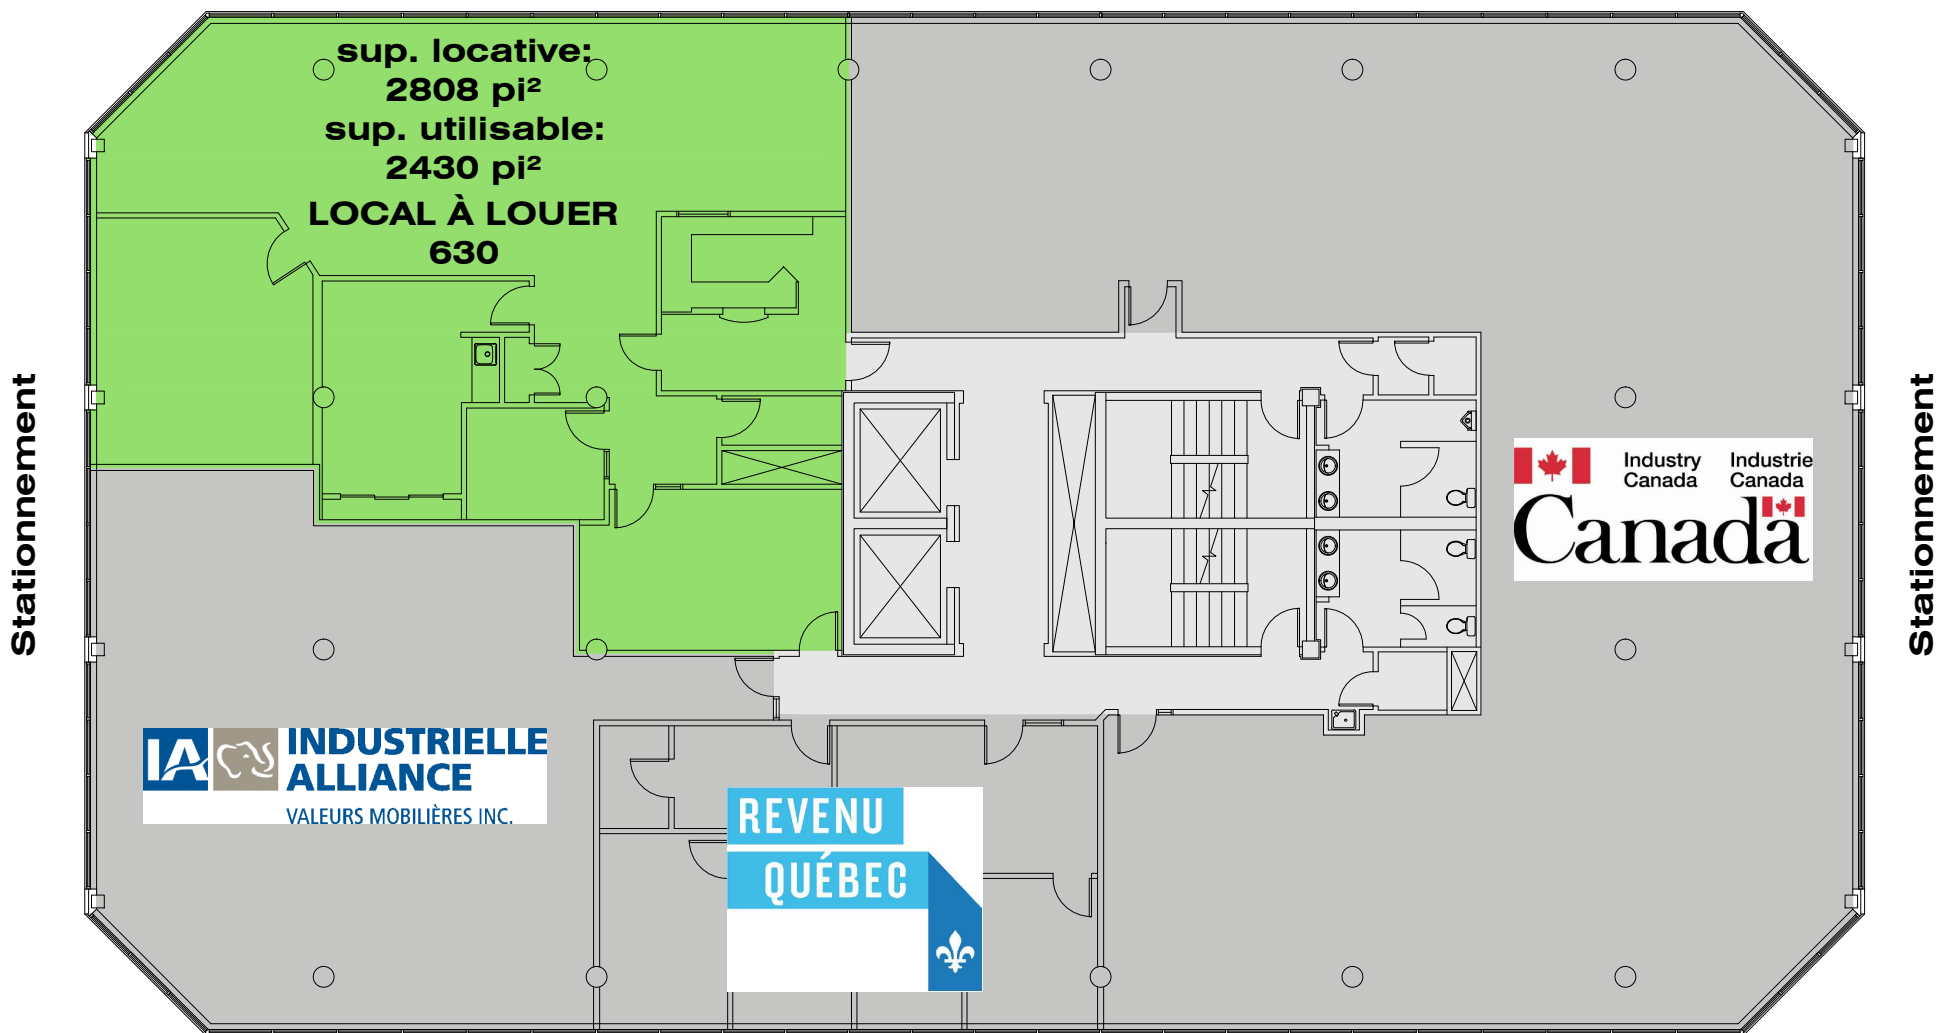 sup. locative:
2808 pi²
sup. utilisable:
2430 pi²
LOCAL À LOUER
630
Stationnement
Stationnement
Industry Canada
Industrie Canada
Canada
IA
INDUSTRIELLE
ALLIANCE
VALEURS MOBILIÈRES INC.
REVENU
QUÉBEC